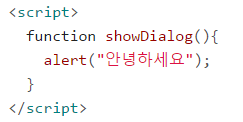 <script>
function showDialog(){
alert("안녕하세요");
}
</script>